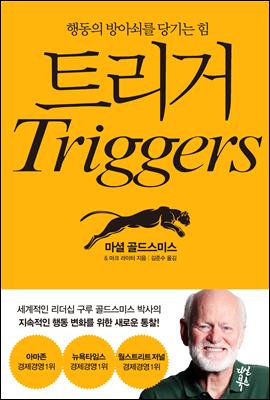 행동의 방아쇠를 당기는 힘
트리거
Triggers
마셜 골드스미스
& 마크 라이터 지음 | 김준수 옮김
세계적인 리더십 구루 골드스미스 박사의
지속적인 행동 변화를 위한 새로운 통찰!
아마존
경제경영 1위
뉴욕타임스
경제경영 1위
월스트리트 저널
경제경영 1위
다산북스